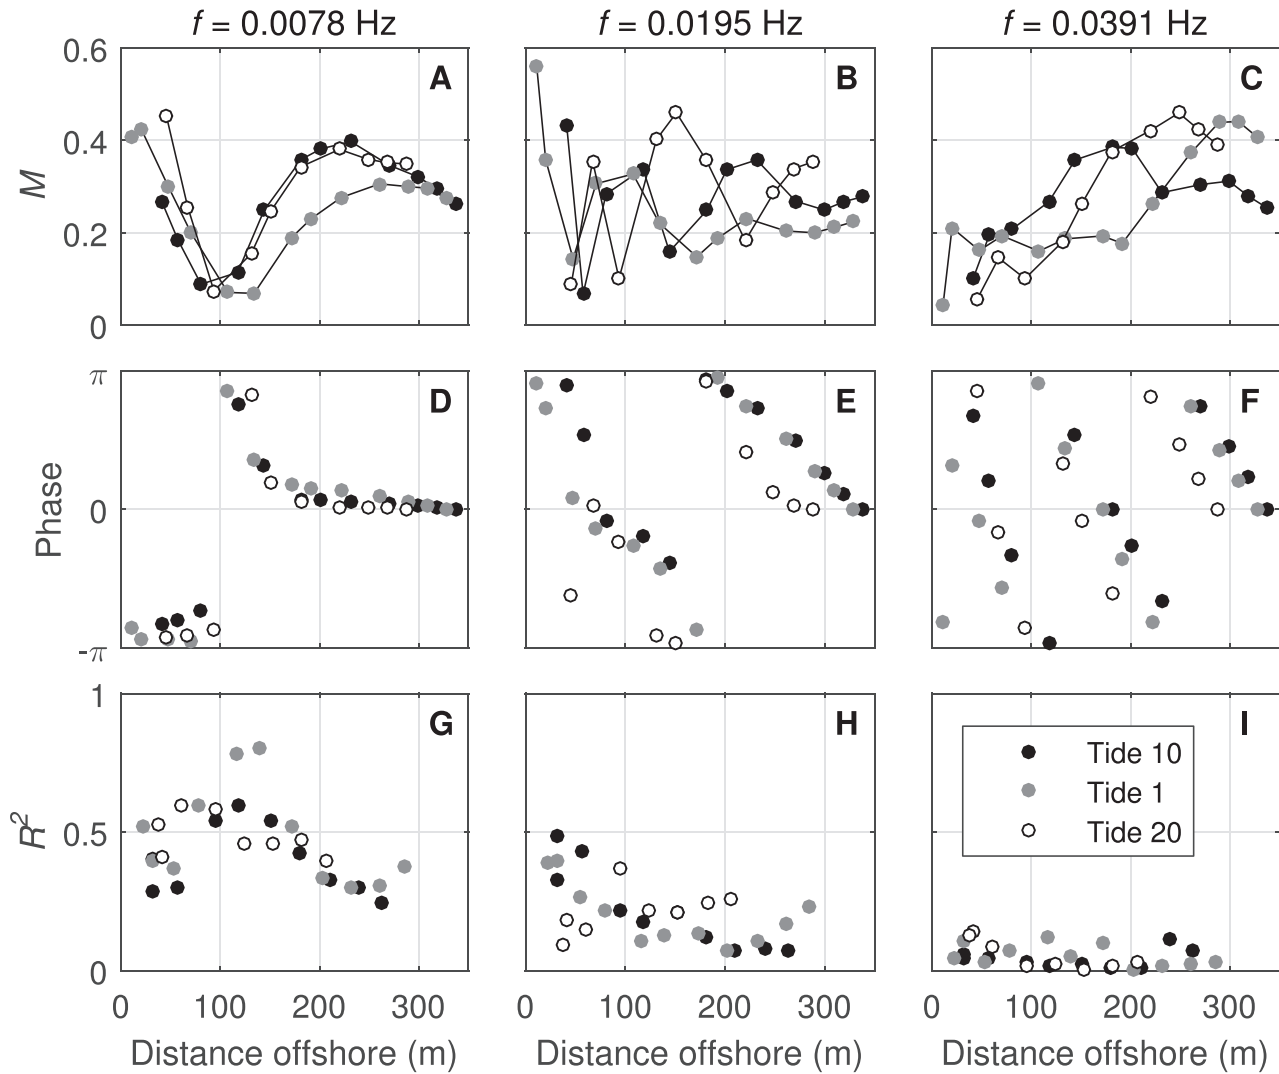 f = 0.0078 Hz f = 0.0195 Hz f = 0.0391 Hz
0.6 A B C
0.4
M
0.2
0
π D E F
Phase
0
-π
1 G H I
Tide 10
Tide 1
R² 0.5 Tide 20
0
0 100 200 300 0 100 200 300 0 100 200 300
Distance offshore (m) Distance offshore (m) Distance offshore (m)